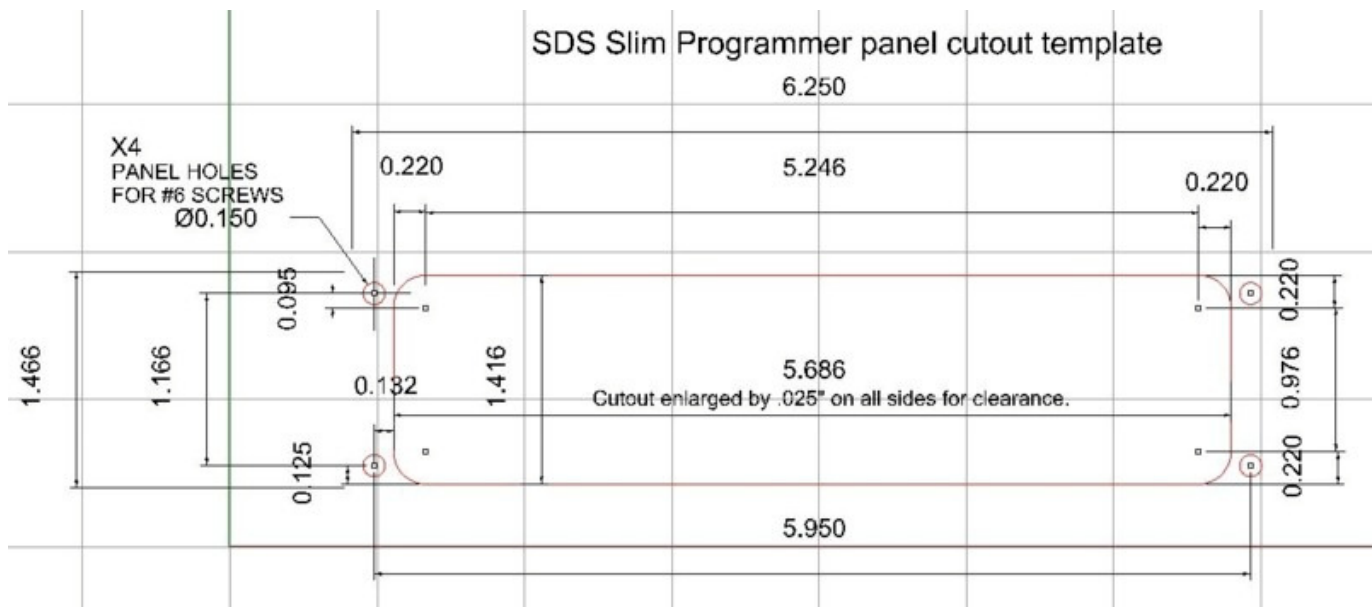 SDS Slim Programmer panel cutout template
6.250
X4
PANEL HOLES
FOR #6 SCREWS
Ø0.150
0.220
5.246
0.220
0.095
0.220
1.466
1.166
0.132
1.416
5.686
Cutout enlarged by .025" on all sides for clearance.
0.976
0.125
0.220
5.950